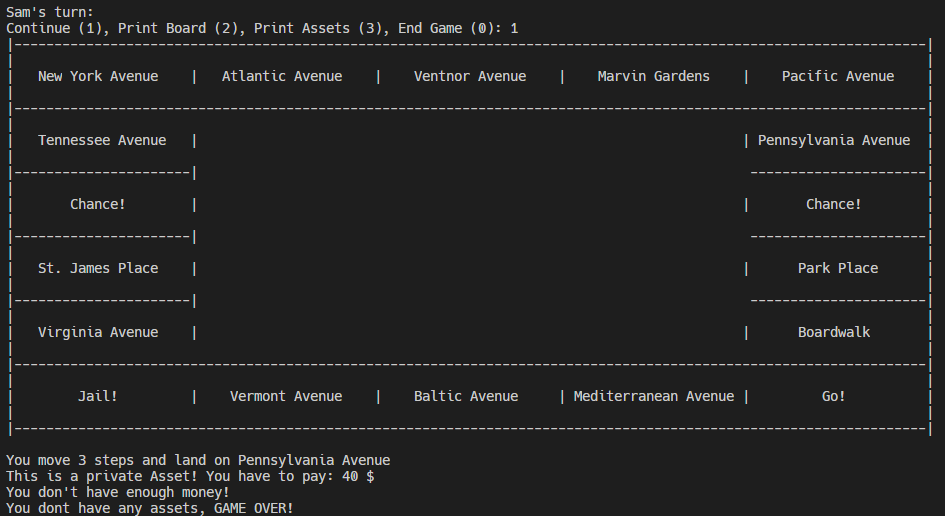 Sam's turn:
Continue (1), Print Board (2), Print Assets (3), End Game (0): 1
New York Avenue | Atlantic Avenue | Ventnor Avenue | Marvin Gardens | Pacific Avenue
Tennessee Avenue | | Pennsylvania Avenue
Chance! | | Chance!
St. James Place | | Park Place
Virginia Avenue | | Boardwalk
Jail! | Vermont Avenue | Baltic Avenue | Mediterranean Avenue | Go!
You move 3 steps and land on Pennsylvania Avenue
This is a private Asset! You have to pay: 40 $
You don't have enough money!
You dont have any assets, GAME OVER!